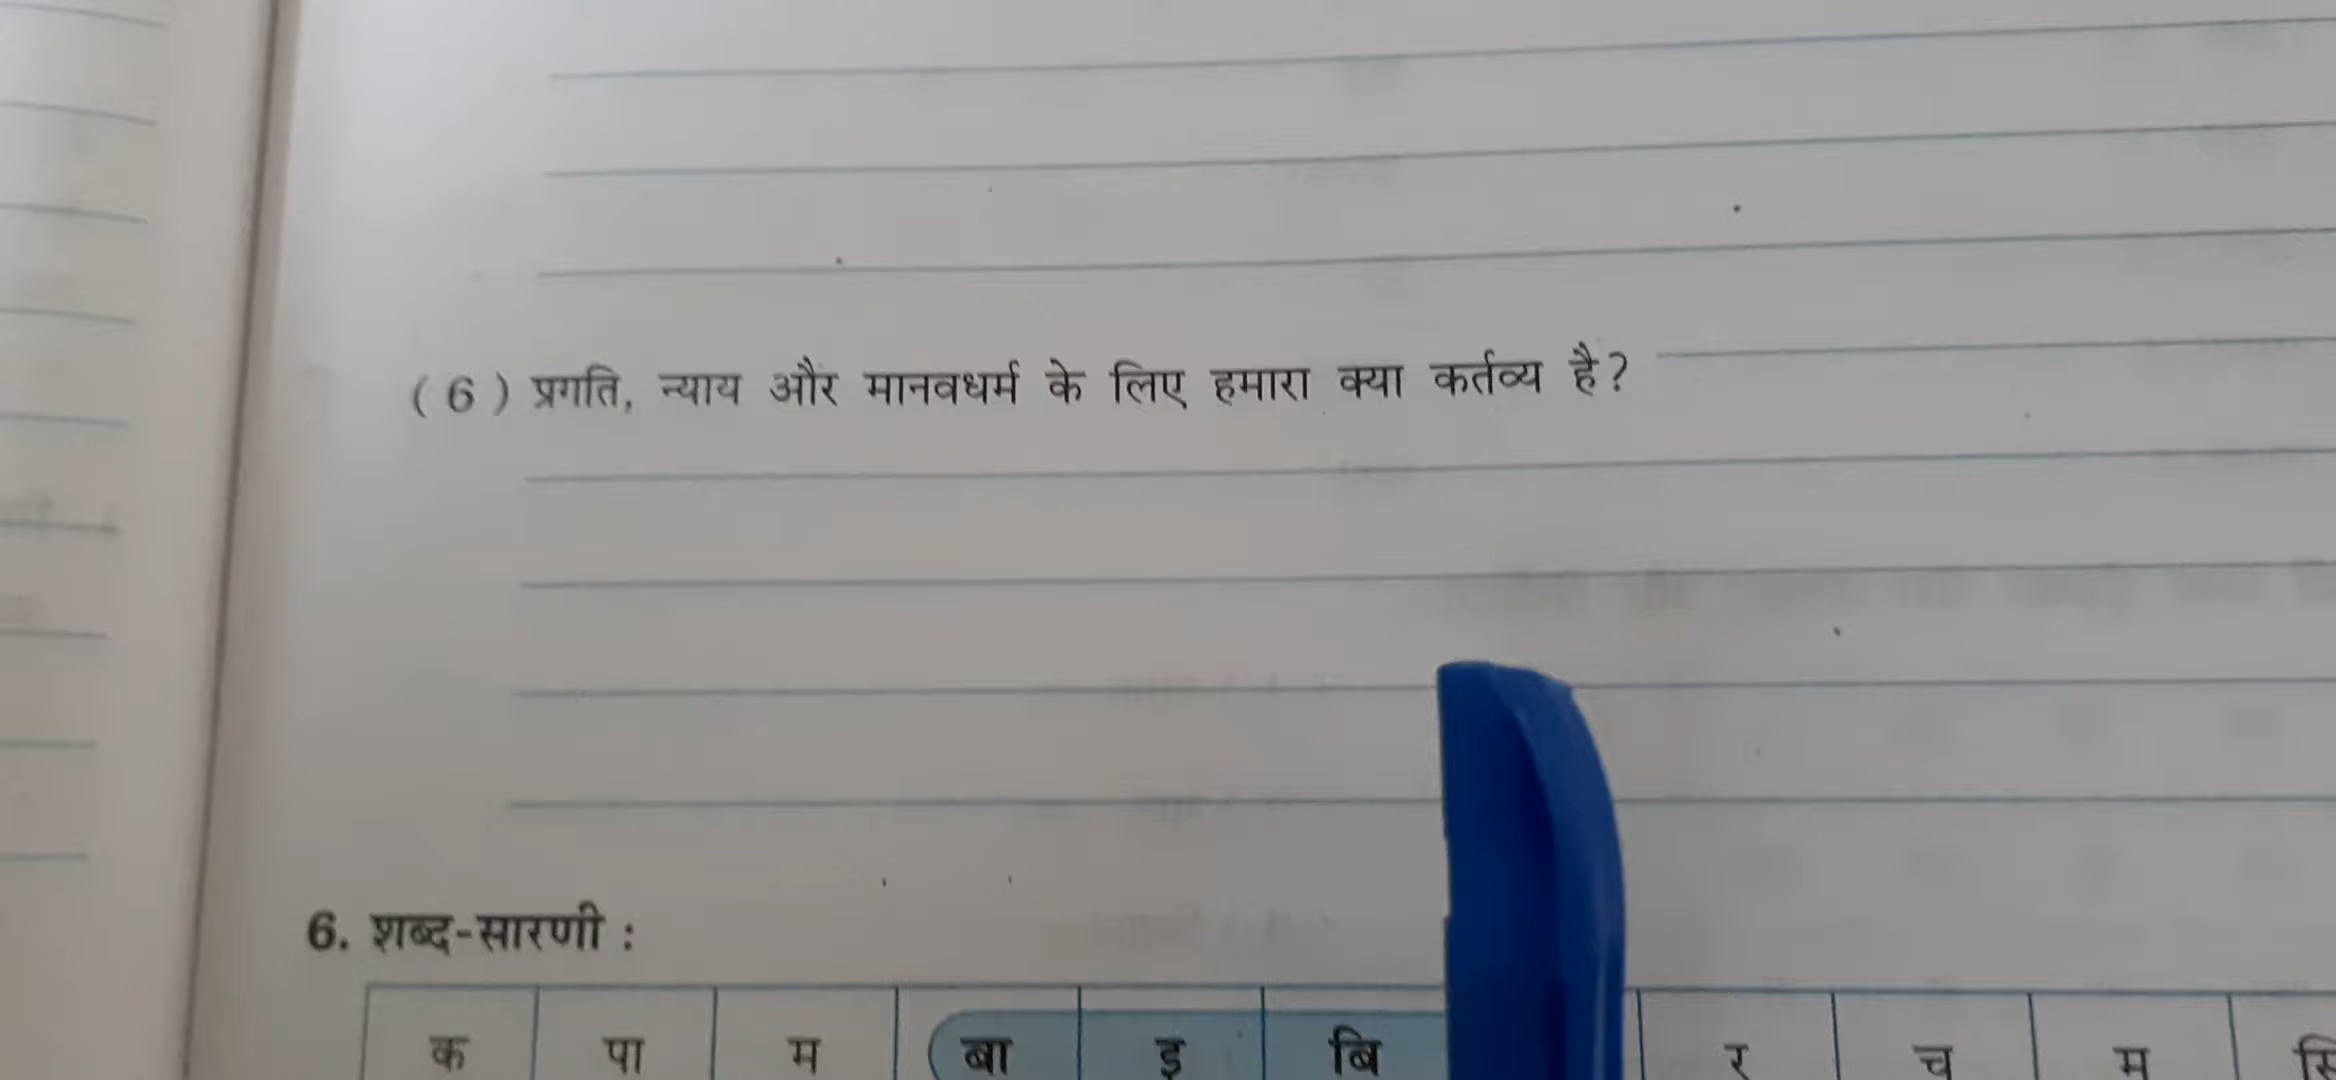 ( 6 ) प्रगति, न्याय और मानवधर्म के लिए हमारा क्या कर्तव्य है?
6. शब्द-सारणी :
क पा म बा इ बि र च म